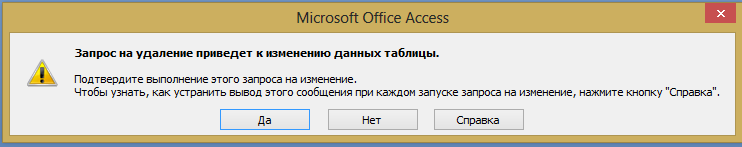 Microsoft Office Access
Запрос на удаление приведет к изменению данных таблицы.
Подтвердите выполнение этого запроса на изменение.
Чтобы узнать, как устранить вывод этого сообщения при каждом запуске запроса на изменение, нажмите кнопку "Справка".
Да Нет Справка